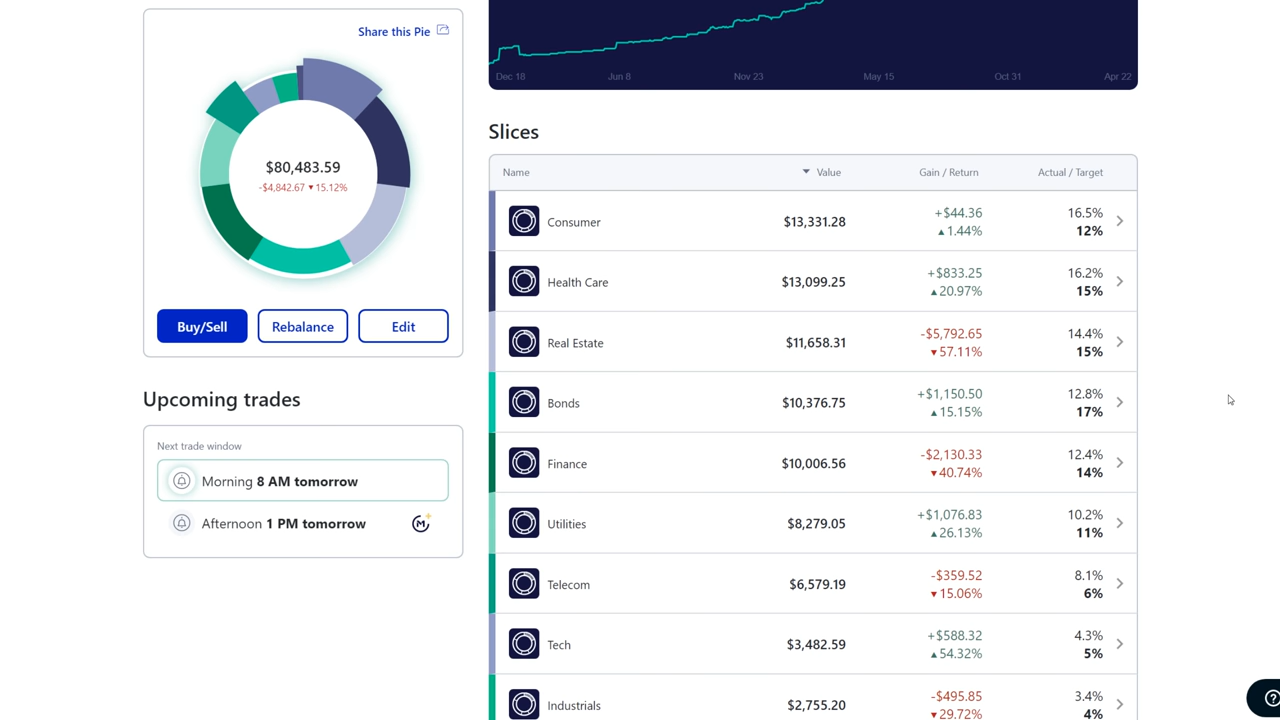 Share this Pie
$80,483.59
-$4,842.67 ▼15.12%
Buy/Sell
Rebalance
Edit
Upcoming trades
Next trade window
Morning 8 AM tomorrow
Afternoon 1 PM tomorrow
M
Dec 18 Jun 8 Nov 23 May 15 Oct 31 Apr 22
Slices
Name ▼ Value Gain / Return Actual / Target
Consumer $13,331.28 +$44.36 16.5%
▲1.44% 12%
Health Care $13,099.25 +$833.25 16.2%
▲20.97% 15%
Real Estate $11,658.31 -$5,792.65 14.4%
▼57.11% 15%
Bonds $10,376.75 +$1,150.50 12.8%
▲15.15% 17%
Finance $10,006.56 -$2,130.33 12.4%
▼40.74% 14%
Utilities $8,279.05 +$1,076.83 10.2%
▲26.13% 11%
Telecom $6,579.19 -$359.52 8.1%
▼15.06% 6%
Tech $3,482.59 +$588.32 4.3%
▲54.32% 5%
Industrials $2,755.20 -$495.85 3.4%
▼29.72% 4%
?